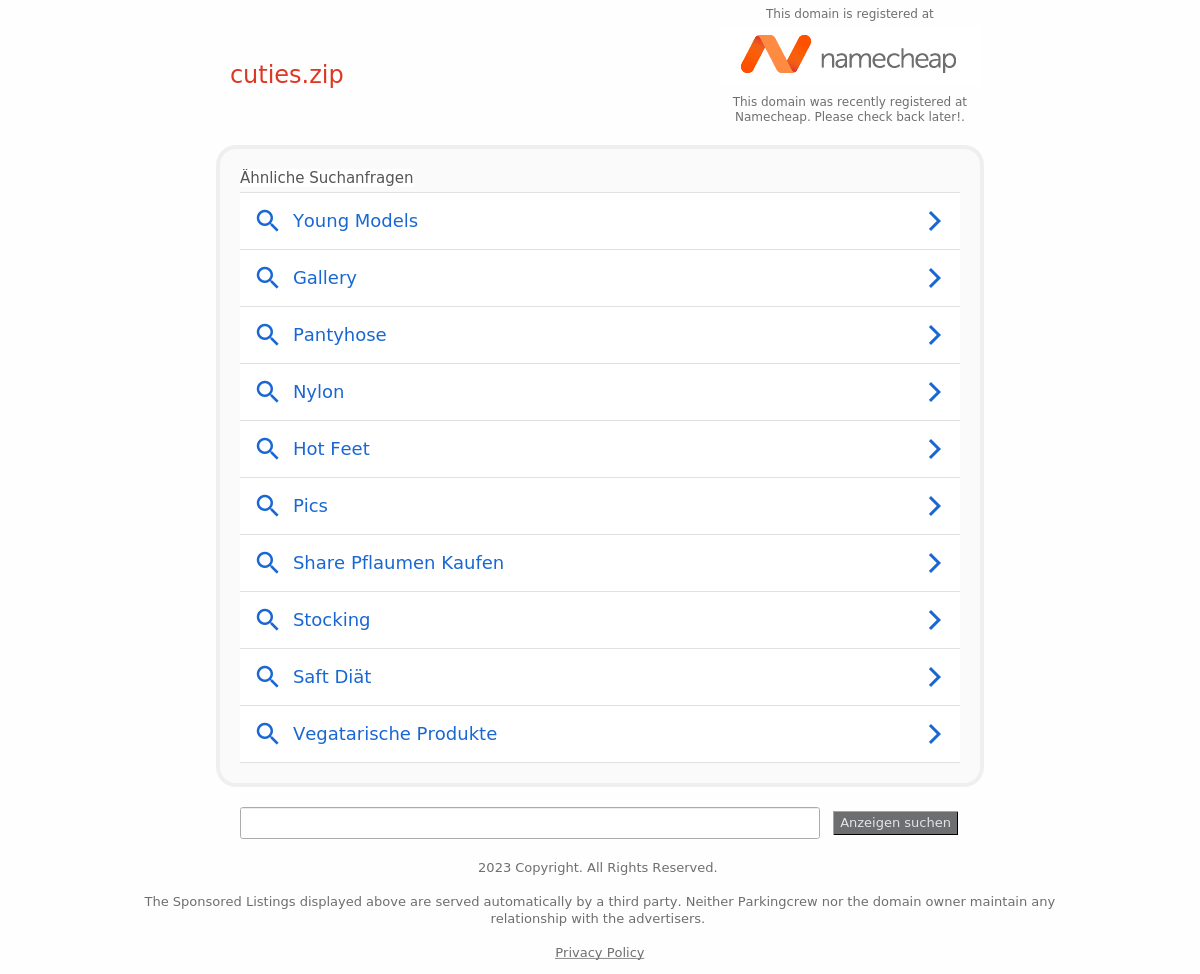 This domain is registered at
namecheap
cuties.zip
This domain was recently registered at
Namecheap. Please check back later!.
Ähnliche Suchanfragen
Young Models
Gallery
Pantyhose
Nylon
Hot Feet
Pics
Share Pflaumen Kaufen
Stocking
Saft Diät
Vegatarische Produkte
Anzeigen suchen
2023 Copyright. All Rights Reserved.
The Sponsored Listings displayed above are served automatically by a third party. Neither Parkingcrew nor the domain owner maintain any
relationship with the advertisers.
Privacy Policy